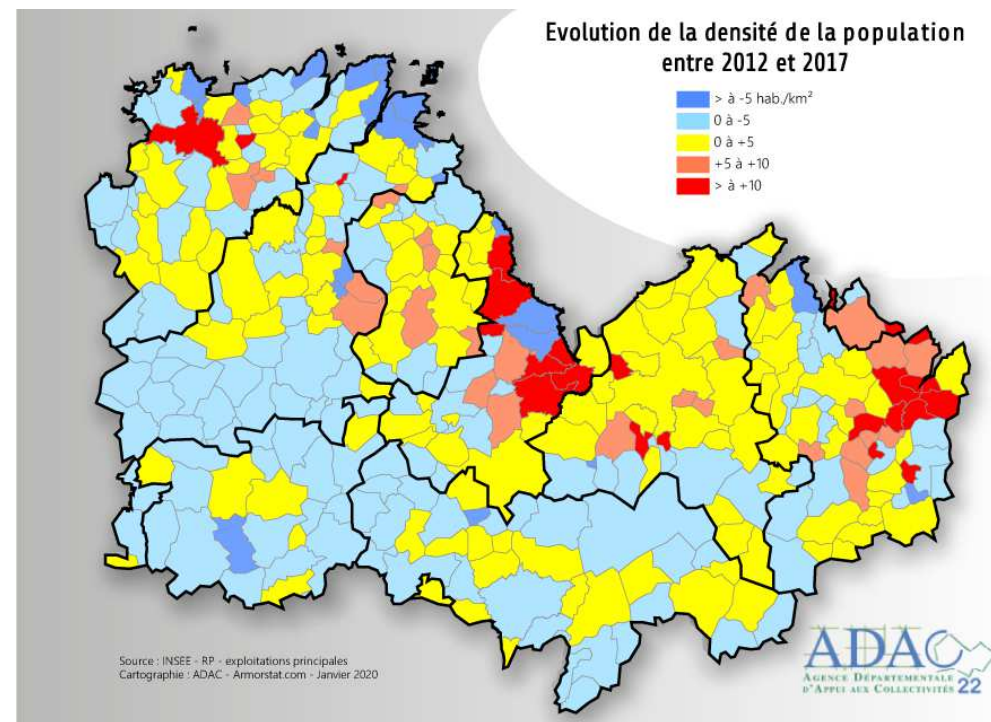 Evolution de la densité de la population
entre 2012 et 2017
> à -5 hab./km²
0 à -5
0 à +5
+5 à +10
> à +10
Source : INSEE - RP - exploitations principales
Cartographie : ADAC - Armorstat.com - Janvier 2020
ADAC
AGENCE DÉPARTEMENTALE
D'APPUI AUX COLLECTIVITÉS 22